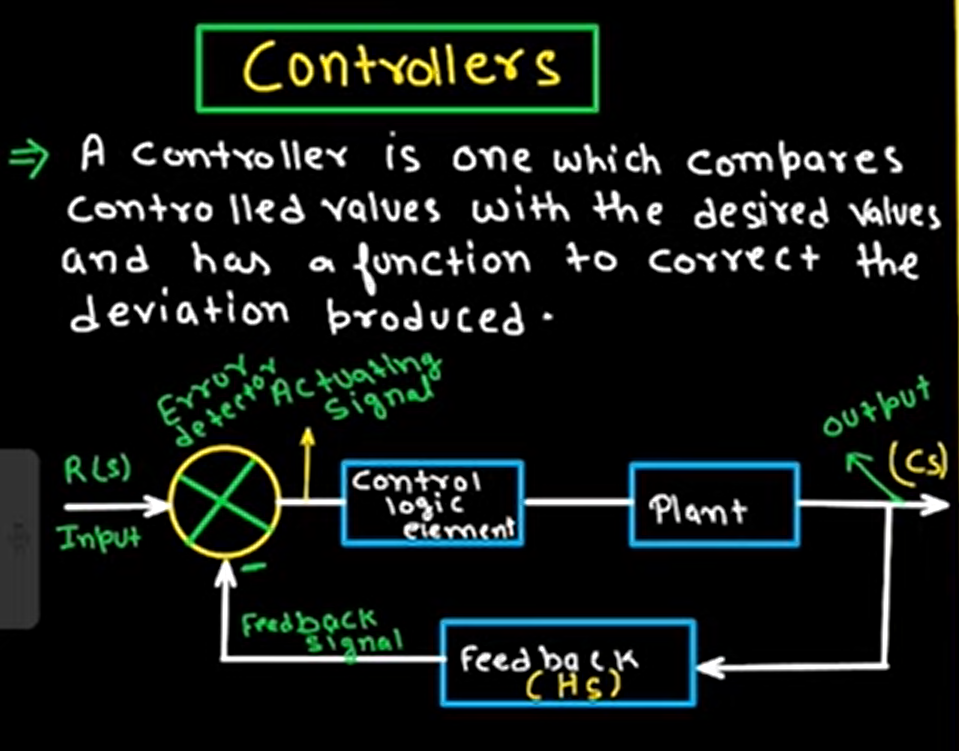 Controllers
⇒ A controller is one which compares
controlled values with the desired values
and has a function to correct the
deviation produced.
Error
detector
Actuating
Signal
output
R(s)
Input
Control
logic
element
Plant
(Cs)
−
Feedback
signal
Feedback
(Hs)